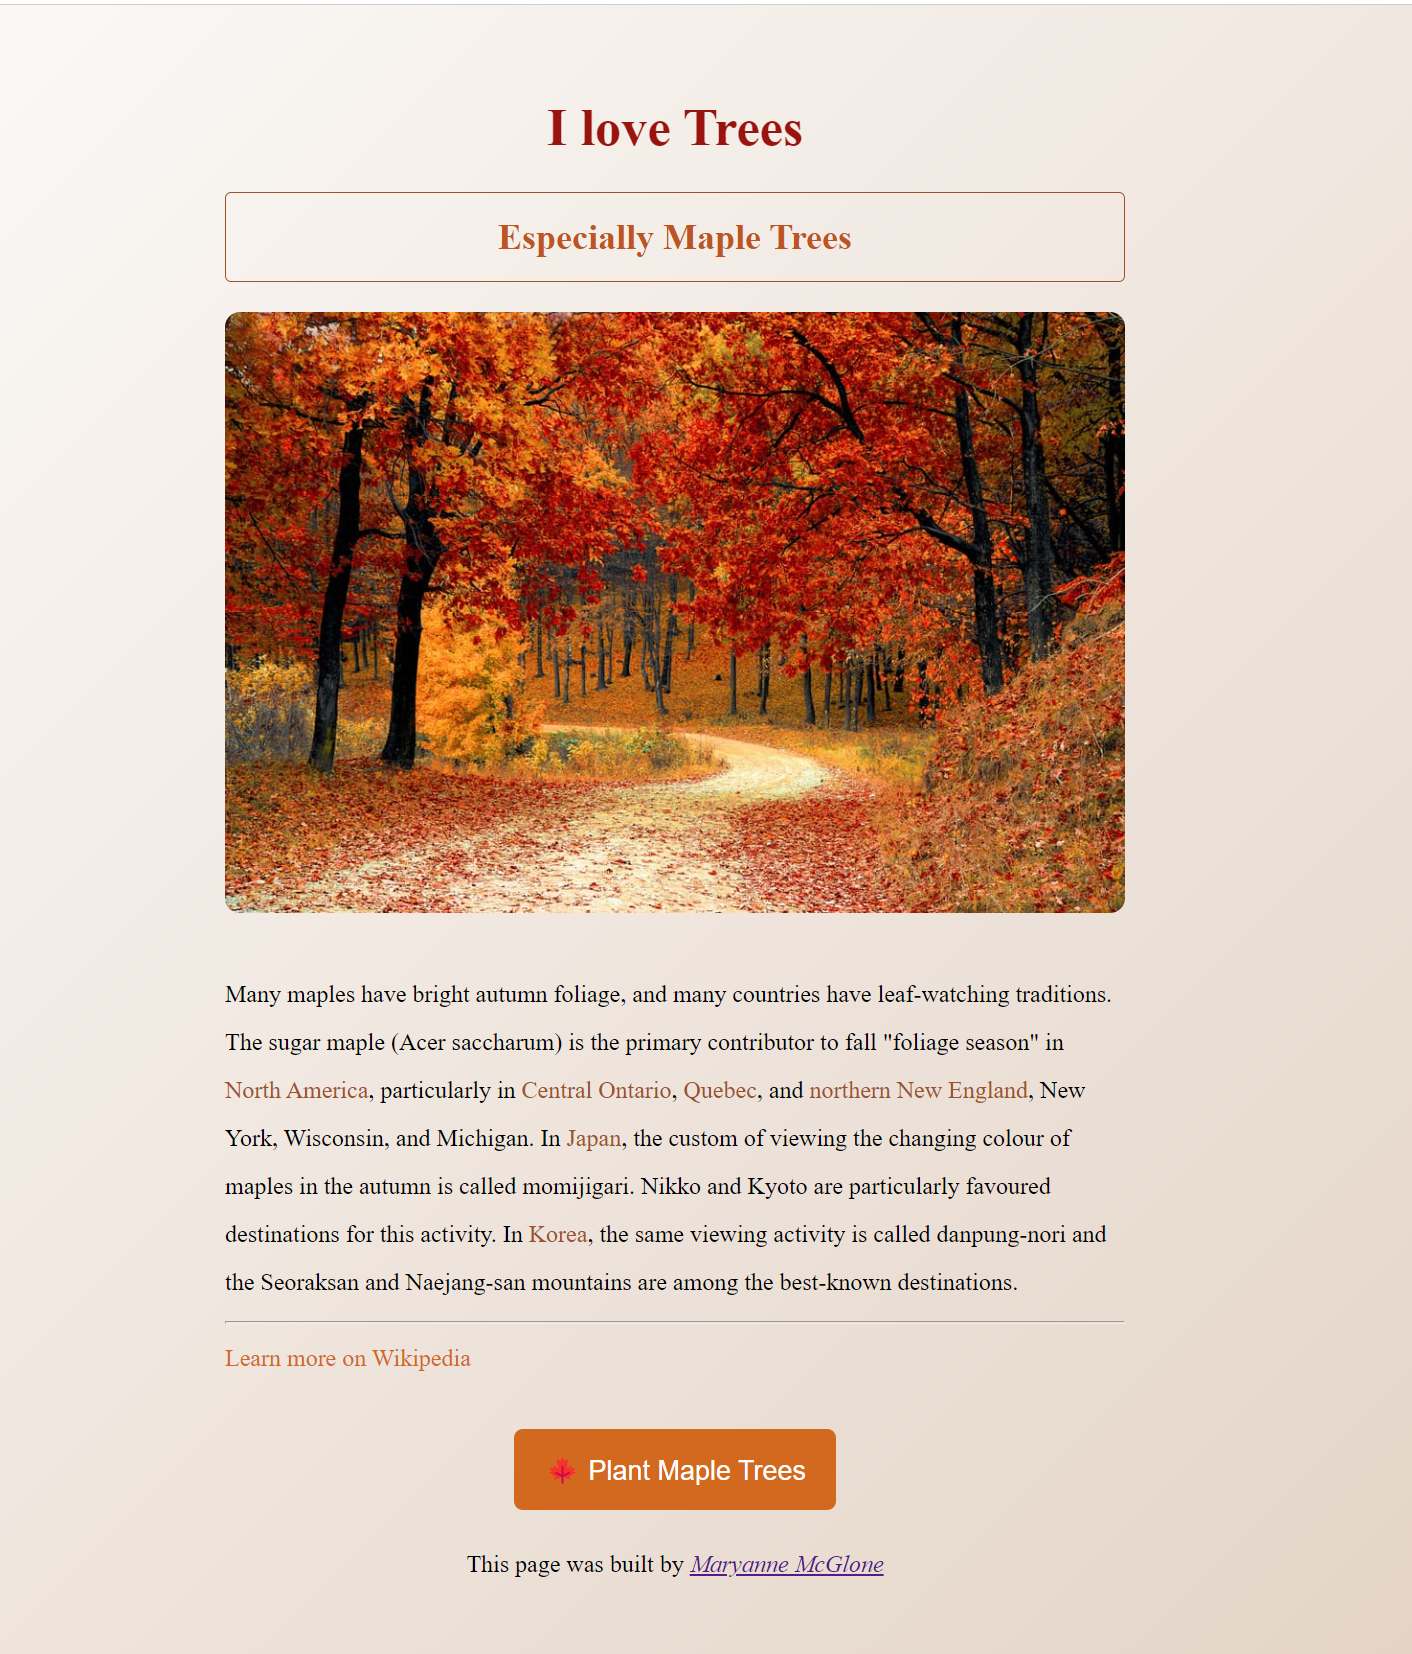 I love Trees
Especially Maple Trees
Many maples have bright autumn foliage, and many countries have leaf-watching traditions.
The sugar maple (Acer saccharum) is the primary contributor to fall "foliage season" in
North America, particularly in Central Ontario, Quebec, and northern New England, New
York, Wisconsin, and Michigan. In Japan, the custom of viewing the changing colour of
maples in the autumn is called momijigari. Nikko and Kyoto are particularly favoured
destinations for this activity. In Korea, the same viewing activity is called danpung-nori and
the Seoraksan and Naejang-san mountains are among the best-known destinations.
Learn more on Wikipedia
🍁 Plant Maple Trees
This page was built by Maryanne McGlone